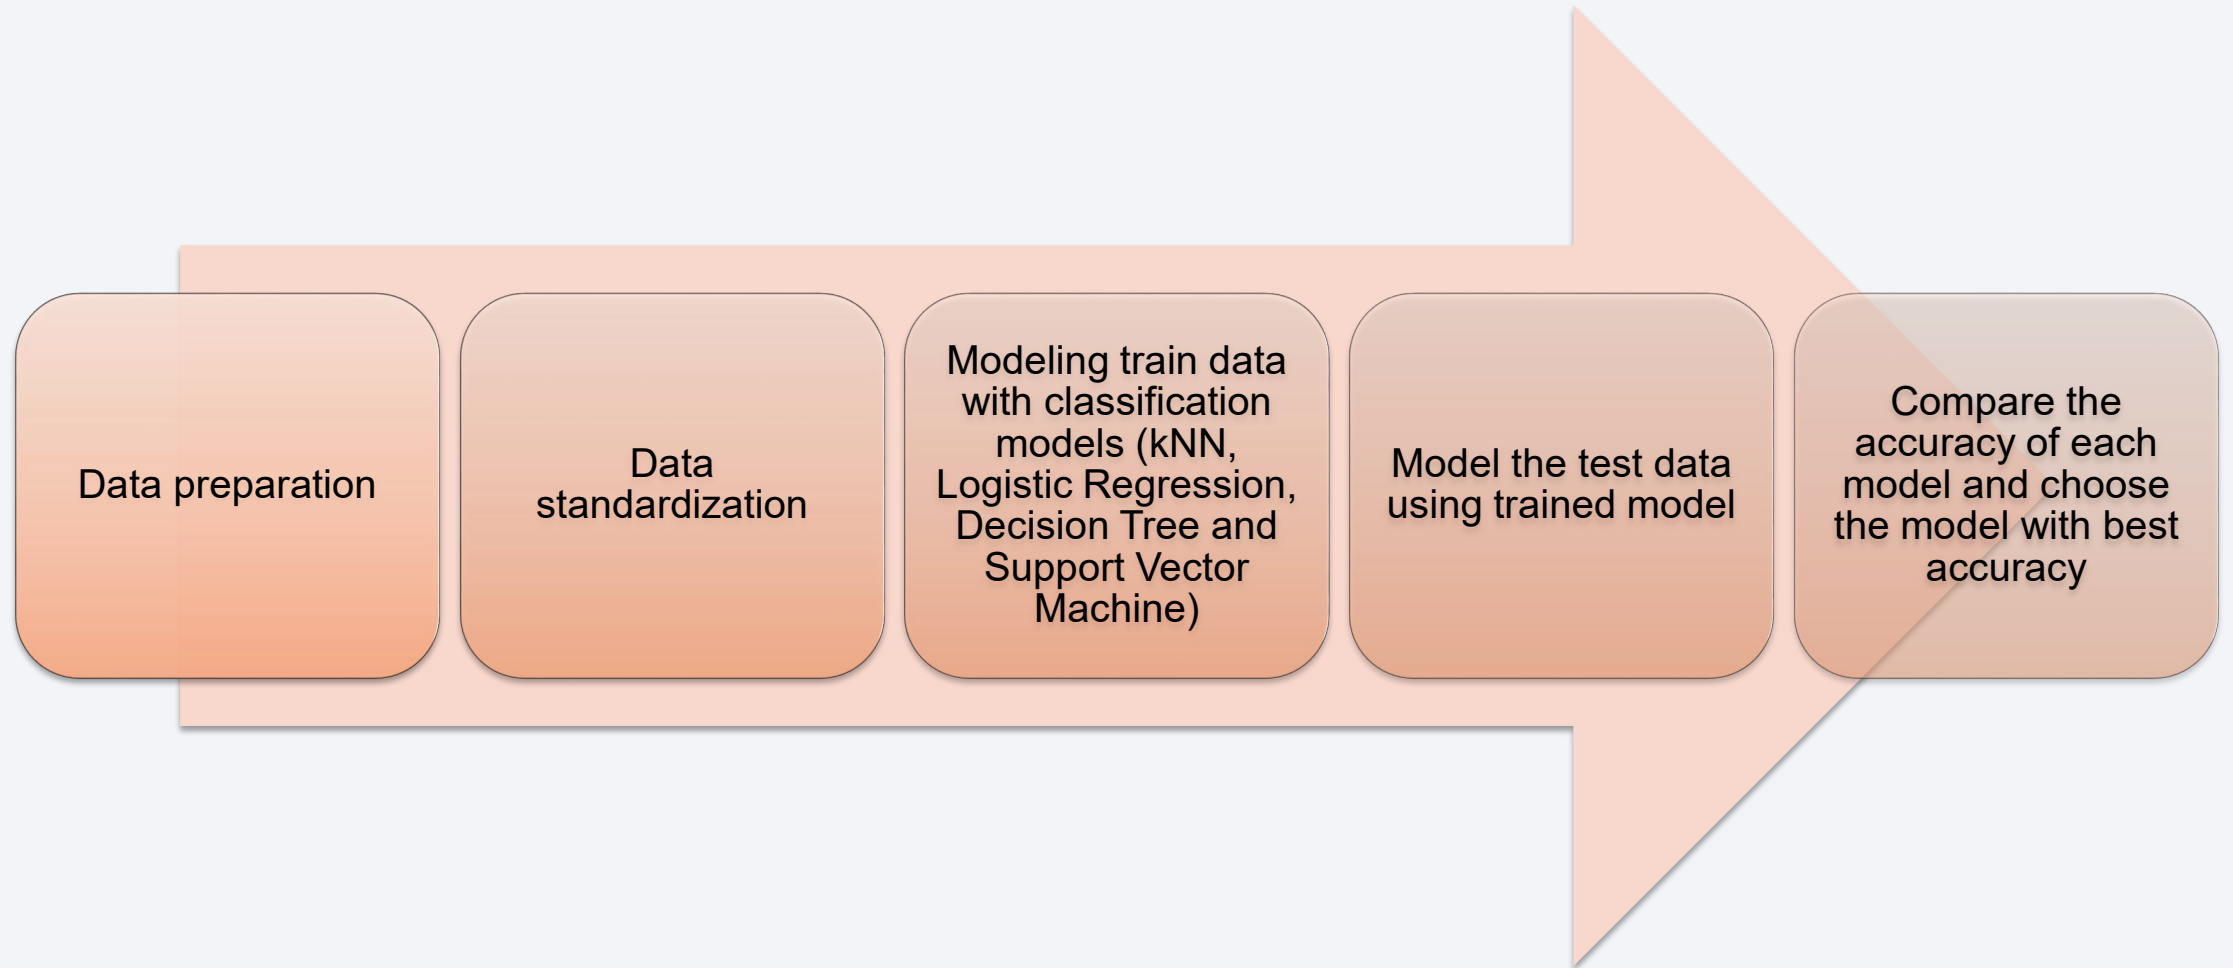 Data preparation
Data
standardization
Modeling train data
with classification
models (kNN,
Logistic Regression,
Decision Tree and
Support Vector
Machine)
Model the test data
using trained model
Compare the
accuracy of each
model and choose
the model with best
accuracy